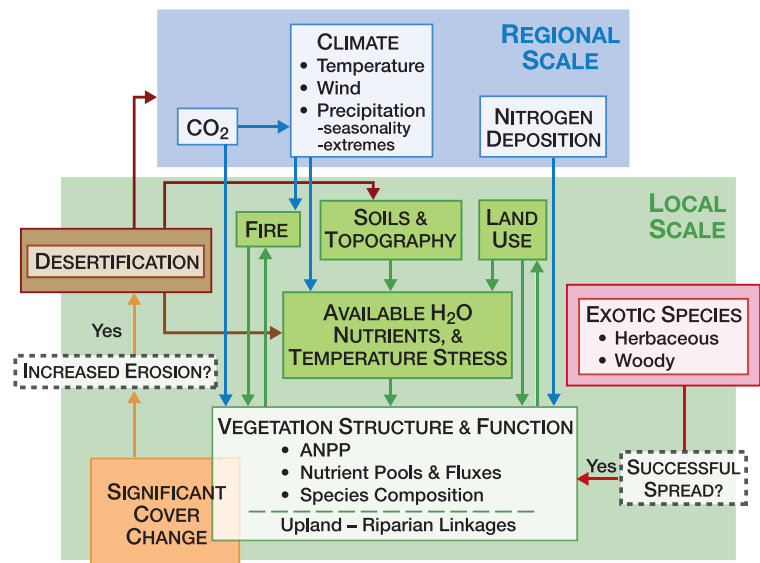 REGIONAL
SCALE
CLIMATE
• Temperature
• Wind
• Precipitation
-seasonality
-extremes
CO₂
NITROGEN
DEPOSITION
LOCAL
SCALE
FIRE
SOILS &
TOPOGRAPHY
LAND
USE
DESERTIFICATION
AVAILABLE H₂O
NUTRIENTS, &
TEMPERATURE STRESS
EXOTIC SPECIES
• Herbaceous
• Woody
Yes
INCREASED EROSION?
VEGETATION STRUCTURE & FUNCTION
• ANPP
• Nutrient Pools & Fluxes
• Species Composition
Upland – Riparian Linkages
Yes
SUCCESSFUL
SPREAD?
SIGNIFICANT
COVER
CHANGE